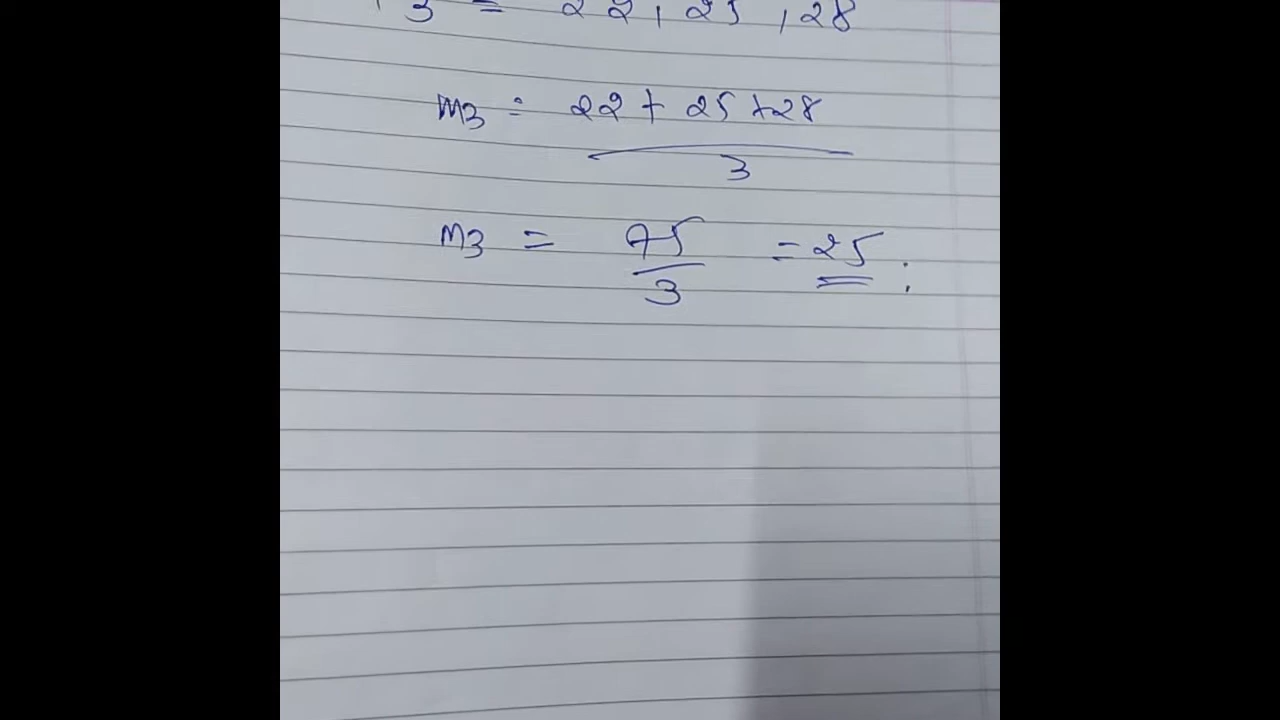 3 = 22, 25, 28
m3 = 22 + 25 + 28
3
m3 = 75 = 25 ;
3